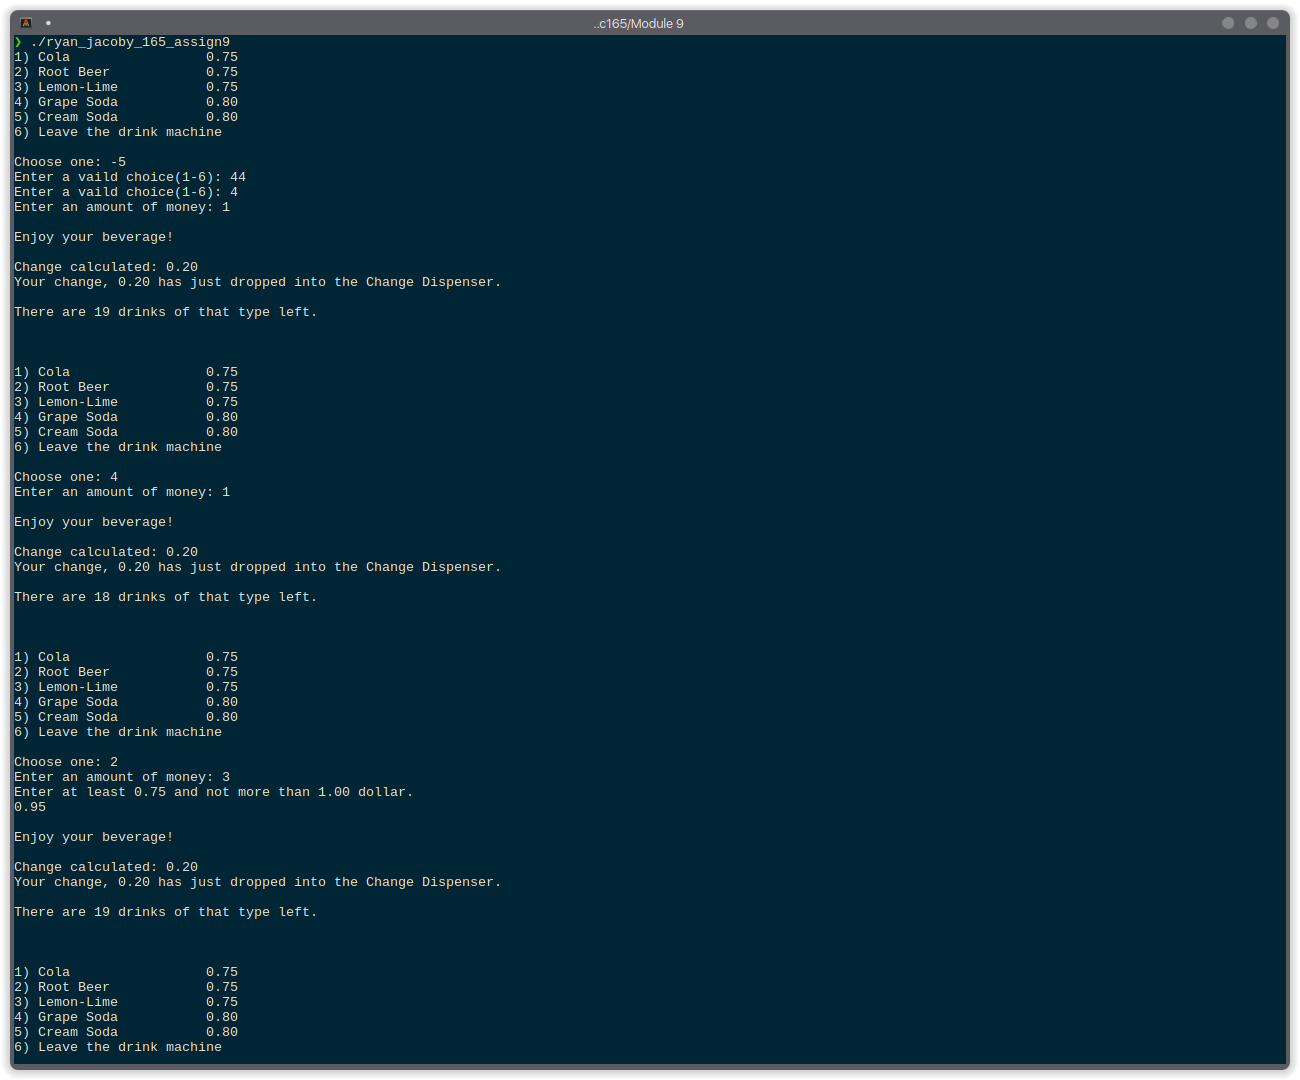 ..c165/Module 9
❯ ./ryan_jacoby_165_assign9
1) Cola                 0.75
2) Root Beer            0.75
3) Lemon-Lime           0.75
4) Grape Soda           0.80
5) Cream Soda           0.80
6) Leave the drink machine

Choose one: -5
Enter a vaild choice(1-6): 44
Enter a vaild choice(1-6): 4
Enter an amount of money: 1

Enjoy your beverage!

Change calculated: 0.20
Your change, 0.20 has just dropped into the Change Dispenser.

There are 19 drinks of that type left.



1) Cola                 0.75
2) Root Beer            0.75
3) Lemon-Lime           0.75
4) Grape Soda           0.80
5) Cream Soda           0.80
6) Leave the drink machine

Choose one: 4
Enter an amount of money: 1

Enjoy your beverage!

Change calculated: 0.20
Your change, 0.20 has just dropped into the Change Dispenser.

There are 18 drinks of that type left.



1) Cola                 0.75
2) Root Beer            0.75
3) Lemon-Lime           0.75
4) Grape Soda           0.80
5) Cream Soda           0.80
6) Leave the drink machine

Choose one: 2
Enter an amount of money: 3
Enter at least 0.75 and not more than 1.00 dollar.
0.95

Enjoy your beverage!

Change calculated: 0.20
Your change, 0.20 has just dropped into the Change Dispenser.

There are 19 drinks of that type left.



1) Cola                 0.75
2) Root Beer            0.75
3) Lemon-Lime           0.75
4) Grape Soda           0.80
5) Cream Soda           0.80
6) Leave the drink machine